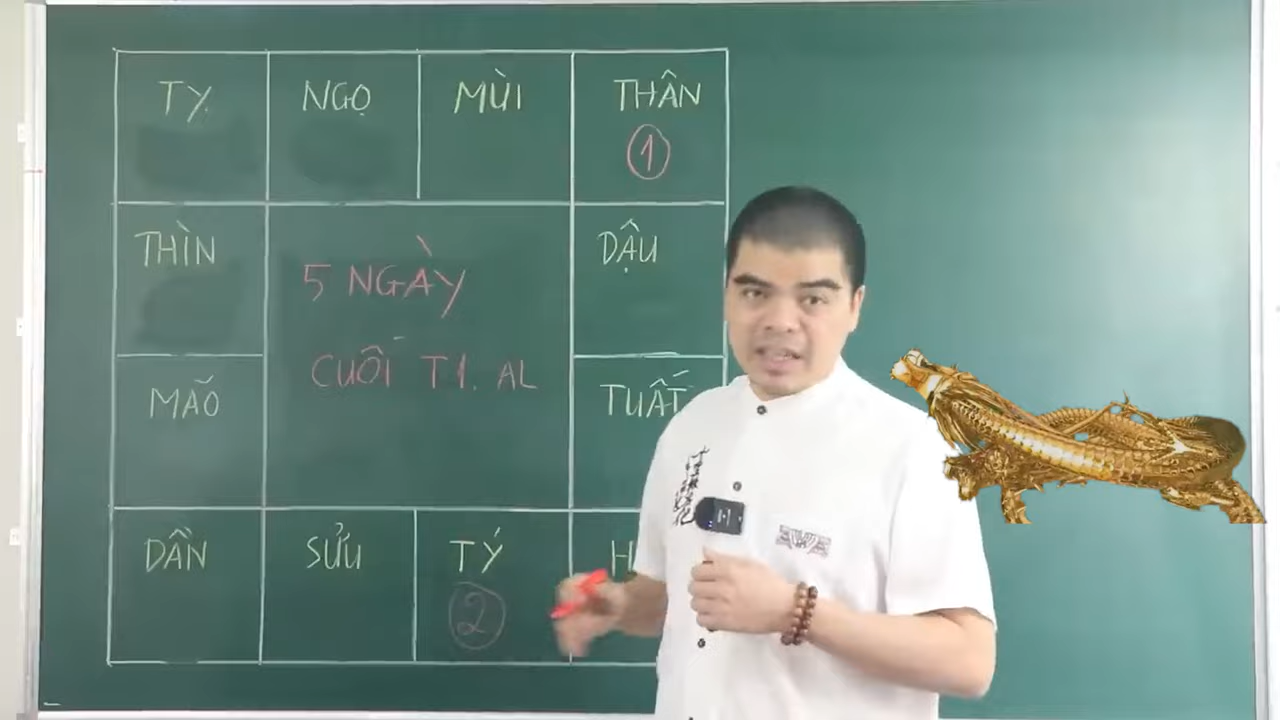 TỴ NGỌ MÙI THÂN
1
THÌN DẬU
5 NGÀY
CUỐI T1. AL
MÃO TUẤT
DẦN SỬU TÝ H
2